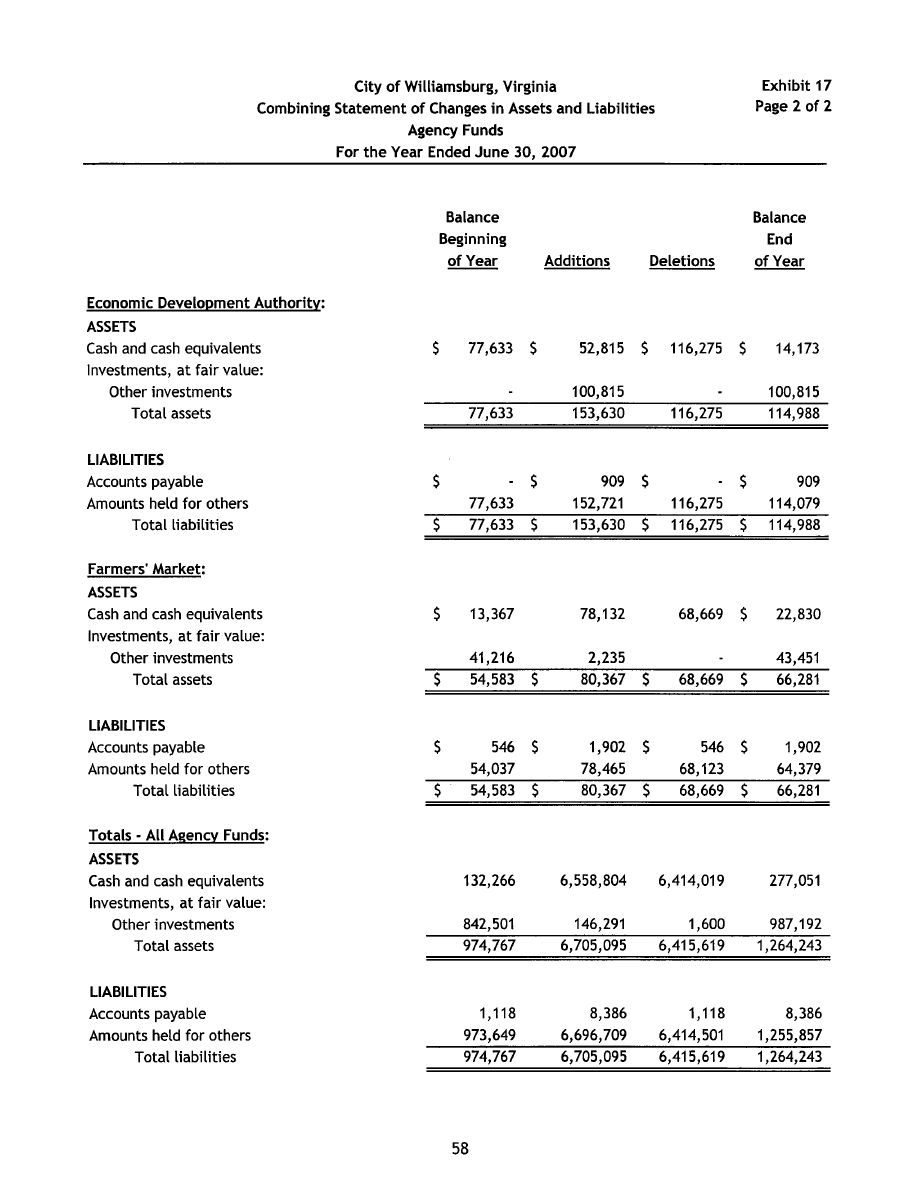 City of Williamsburg, Virginia Exhibit 17
Combining Statement of Changes in Assets and Liabilities Page 2 of 2
Agency Funds
For the Year Ended June 30, 2007
Balance Balance
Beginning End
of Year Additions Deletions of Year
Economic Development Authority:
ASSETS
Cash and cash equivalents $ 77,633 $ 52,815 $ 116,275 $ 14,173
Investments, at fair value:
Other investments - 100,815 - 100,815
Total assets 77,633 153,630 116,275 114,988
LIABILITIES
Accounts payable $ - $ 909 $ - $ 909
Amounts held for others 77,633 152,721 116,275 114,079
Total liabilities $ 77,633 $ 153,630 $ 116,275 $ 114,988
Farmers' Market:
ASSETS
Cash and cash equivalents $ 13,367 78,132 68,669 $ 22,830
Investments, at fair value:
Other investments 41,216 2,235 - 43,451
Total assets $ 54,583 $ 80,367 $ 68,669 $ 66,281
LIABILITIES
Accounts payable $ 546 $ 1,902 $ 546 $ 1,902
Amounts held for others 54,037 78,465 68,123 64,379
Total liabilities $ 54,583 $ 80,367 $ 68,669 $ 66,281
Totals - All Agency Funds:
ASSETS
Cash and cash equivalents 132,266 6,558,804 6,414,019 277,051
Investments, at fair value:
Other investments 842,501 146,291 1,600 987,192
Total assets 974,767 6,705,095 6,415,619 1,264,243
LIABILITIES
Accounts payable 1,118 8,386 1,118 8,386
Amounts held for others 973,649 6,696,709 6,414,501 1,255,857
Total liabilities 974,767 6,705,095 6,415,619 1,264,243
58